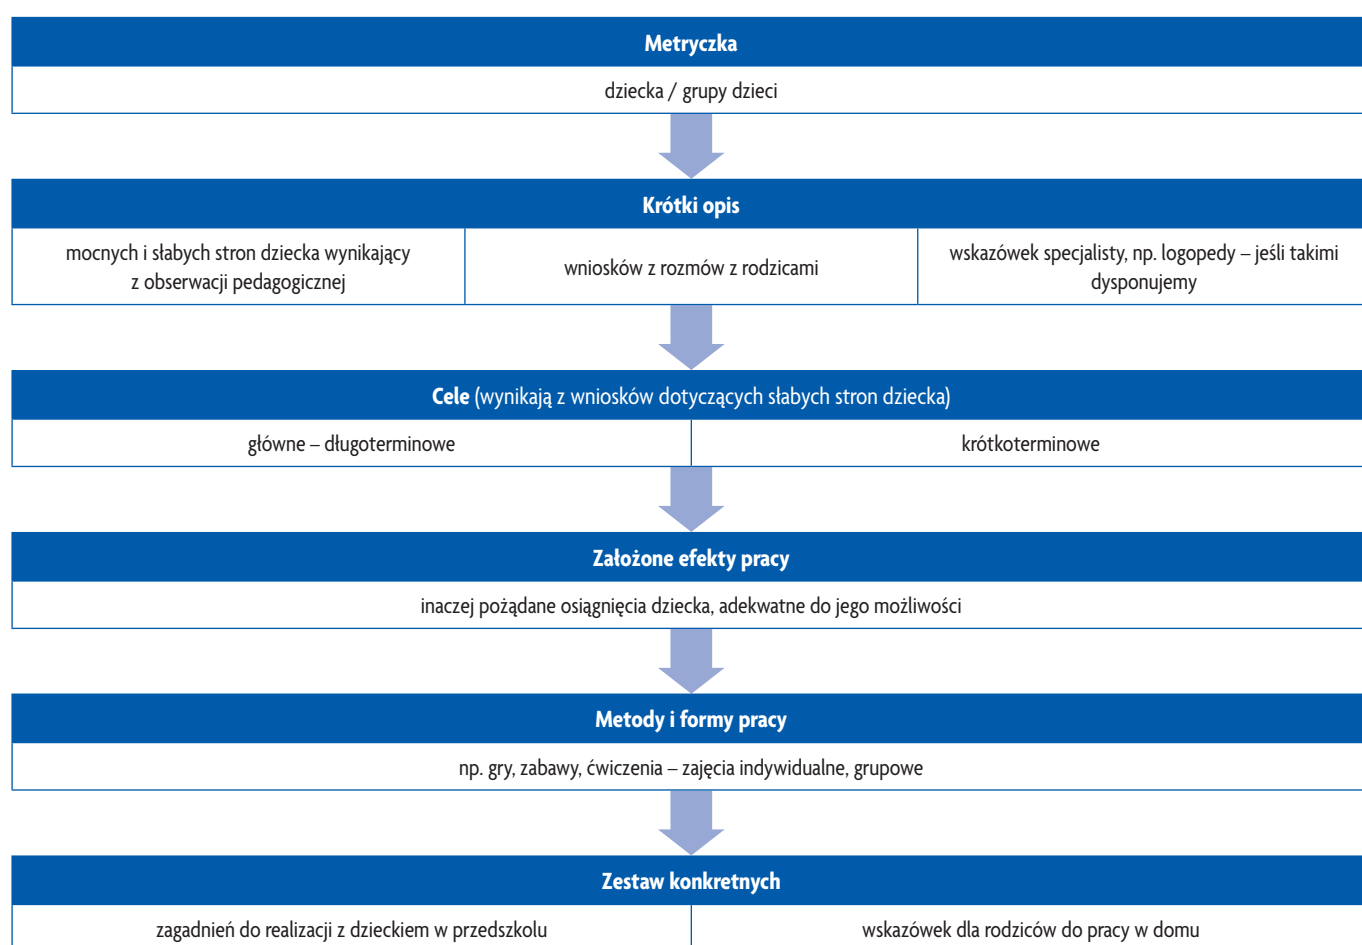 Metryczka
dziecka / grupy dzieci
Krótki opis
mocnych i słabych stron dziecka wynikający
z obserwacji pedagogicznej
wniosków z rozmów z rodzicami
wskazówek specjalisty, np. logopedy – jeśli takimi
dysponujemy
Cele (wynikają z wniosków dotyczących słabych stron dziecka)
główne – długoterminowe
krótkoterminowe
Założone efekty pracy
inaczej pożądane osiągnięcia dziecka, adekwatne do jego możliwości
Metody i formy pracy
np. gry, zabawy, ćwiczenia – zajęcia indywidualne, grupowe
Zestaw konkretnych
zagadnień do realizacji z dzieckiem w przedszkolu
wskazówek dla rodziców do pracy w domu